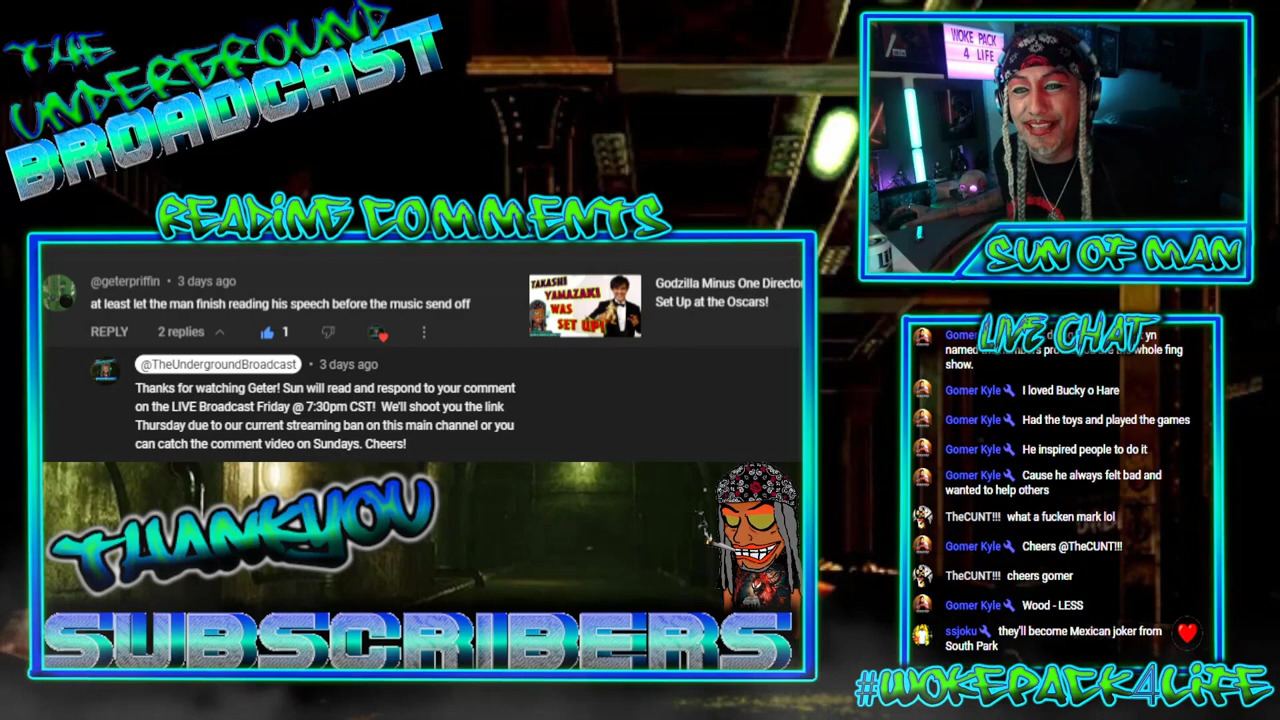 THE
UNDERGROUND
BROADCAST
WOKE PACK
4 LIFE
SUN OF MAN
READING COMMENTS
@geterpriffin • 3 days ago
at least let the man finish reading his speech before the music send off
REPLY 2 replies 1
TAKASHI
YAMAZAKI
WAS
SET UP!
Godzilla Minus One Director
Set Up at the Oscars!
@TheUndergroundBroadcast • 3 days ago
Thanks for watching Geter! Sun will read and respond to your comment
on the LIVE Broadcast Friday @ 7:30pm CST! We'll shoot you the link
Thursday due to our current streaming ban on this main channel or you
can catch the comment video on Sundays. Cheers!
THANKYOU
SUBSCRIBERS
LIVE CHAT
Gomer
yn
whole fing
show.
Gomer Kyle I loved Bucky o Hare
Gomer Kyle Had the toys and played the games
Gomer Kyle He inspired people to do it
Gomer Kyle Cause he always felt bad and
wanted to help others
TheCUNT!!! what a fucken mark lol
Gomer Kyle Cheers @TheCUNT!!!
TheCUNT!!! cheers gomer
Gomer Kyle Wood - LESS
ssjoku they'll become Mexican joker from
South Park
#WOKEPACK4LIFE